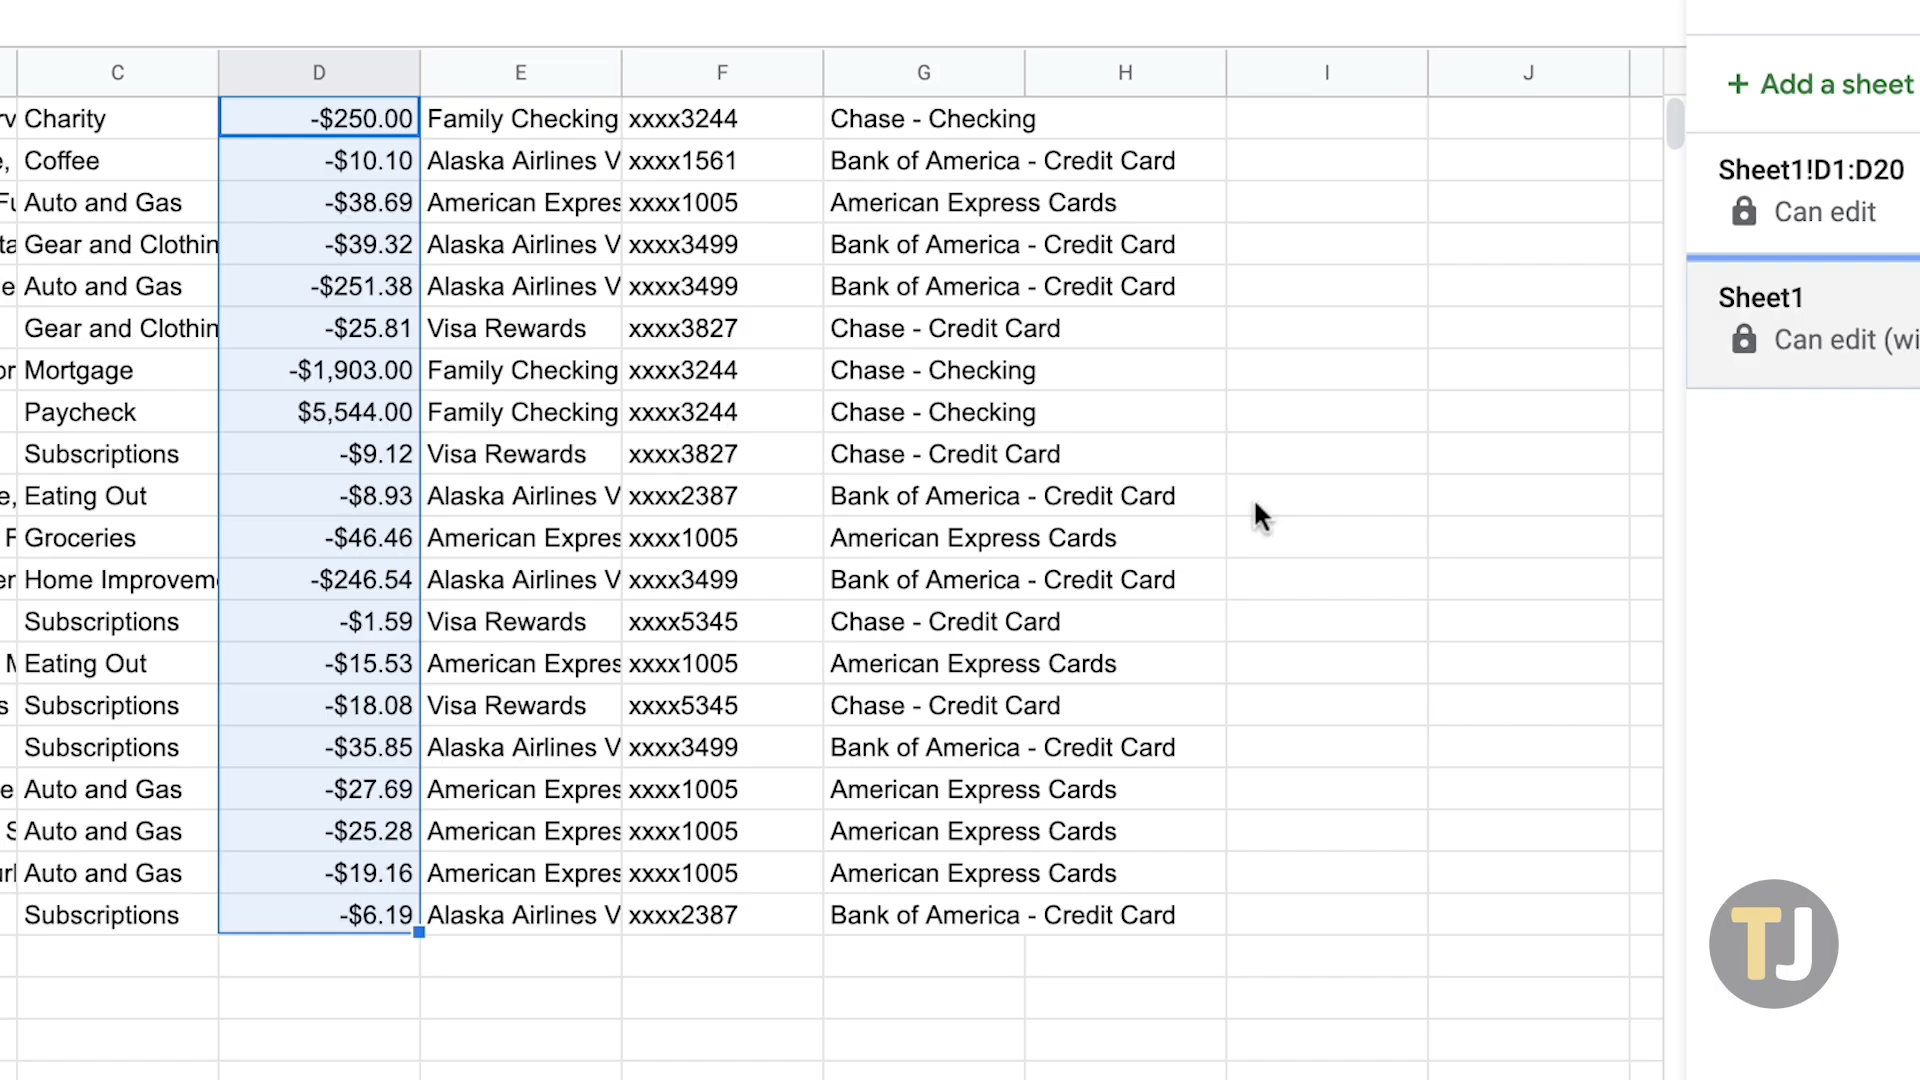 C D E F G H I J
+ Add a sheet
Charity -$250.00 Family Checking xxxx3244 Chase - Checking
Coffee -$10.10 Alaska Airlines V xxxx1561 Bank of America - Credit Card
Sheet1!D1:D20
Auto and Gas -$38.69 American Expres xxxx1005 American Express Cards
Can edit
Gear and Clothin -$39.32 Alaska Airlines V xxxx3499 Bank of America - Credit Card
Auto and Gas -$251.38 Alaska Airlines V xxxx3499 Bank of America - Credit Card
Sheet1
Gear and Clothin -$25.81 Visa Rewards xxxx3827 Chase - Credit Card
Can edit (wi
Mortgage -$1,903.00 Family Checking xxxx3244 Chase - Checking
Paycheck $5,544.00 Family Checking xxxx3244 Chase - Checking
Subscriptions -$9.12 Visa Rewards xxxx3827 Chase - Credit Card
Eating Out -$8.93 Alaska Airlines V xxxx2387 Bank of America - Credit Card
Groceries -$46.46 American Expres xxxx1005 American Express Cards
Home Improvem -$246.54 Alaska Airlines V xxxx3499 Bank of America - Credit Card
Subscriptions -$1.59 Visa Rewards xxxx5345 Chase - Credit Card
Eating Out -$15.53 American Expres xxxx1005 American Express Cards
Subscriptions -$18.08 Visa Rewards xxxx5345 Chase - Credit Card
Subscriptions -$35.85 Alaska Airlines V xxxx3499 Bank of America - Credit Card
Auto and Gas -$27.69 American Expres xxxx1005 American Express Cards
Auto and Gas -$25.28 American Expres xxxx1005 American Express Cards
Auto and Gas -$19.16 American Expres xxxx1005 American Express Cards
Subscriptions -$6.19 Alaska Airlines V xxxx2387 Bank of America - Credit Card
TJ